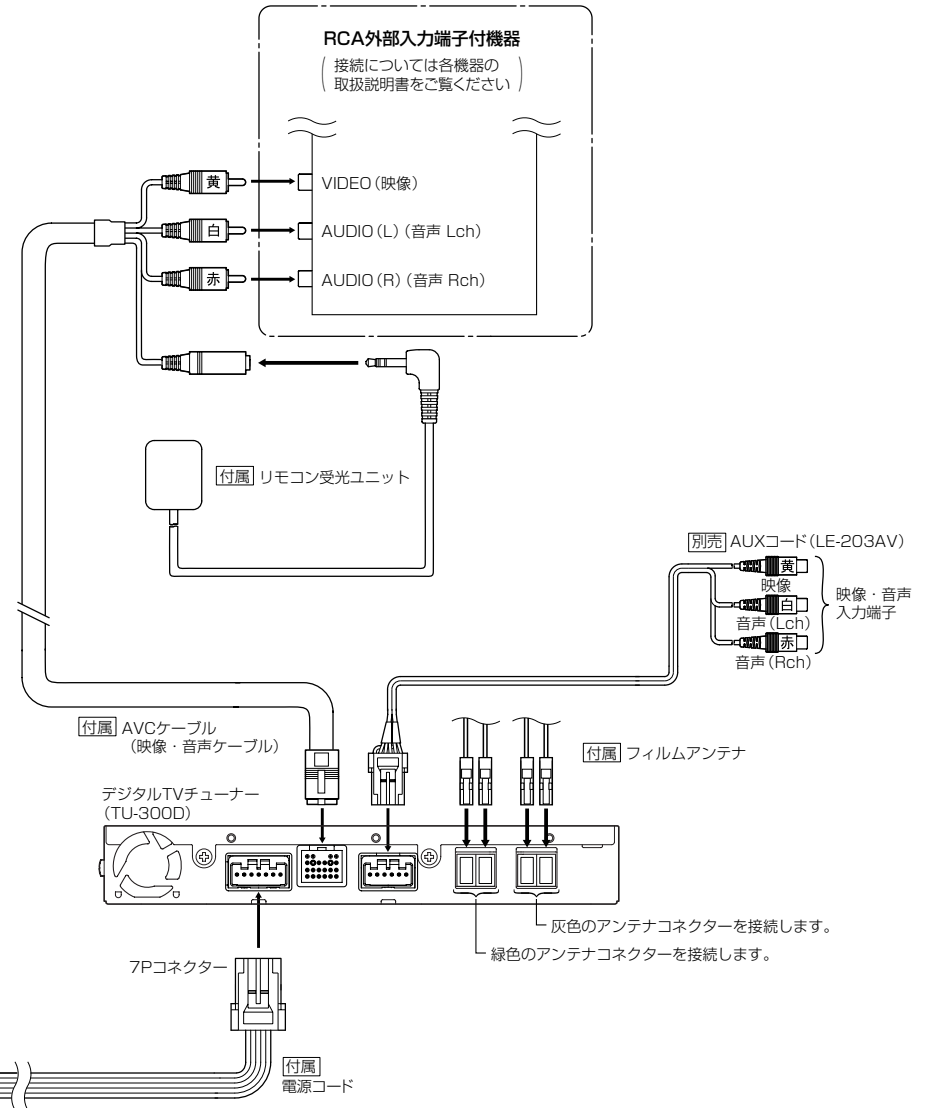 RCA外部入力端子付機器
接続については各機器の
取扱説明書をご覧ください
黄
VIDEO(映像)
白
AUDIO(L)(音声 Lch)
赤
AUDIO(R)(音声 Rch)
付属 リモコン受光ユニット
別売 AUXコード(LE-203AV)
黄
映像
白
音声(Lch)
赤
音声(Rch)
映像・音声
入力端子
付属 AVCケーブル
(映像・音声ケーブル)
付属 フィルムアンテナ
デジタルTVチューナー
(TU-300D)
灰色のアンテナコネクターを接続します。
緑色のアンテナコネクターを接続します。
7Pコネクター
付属
電源コード